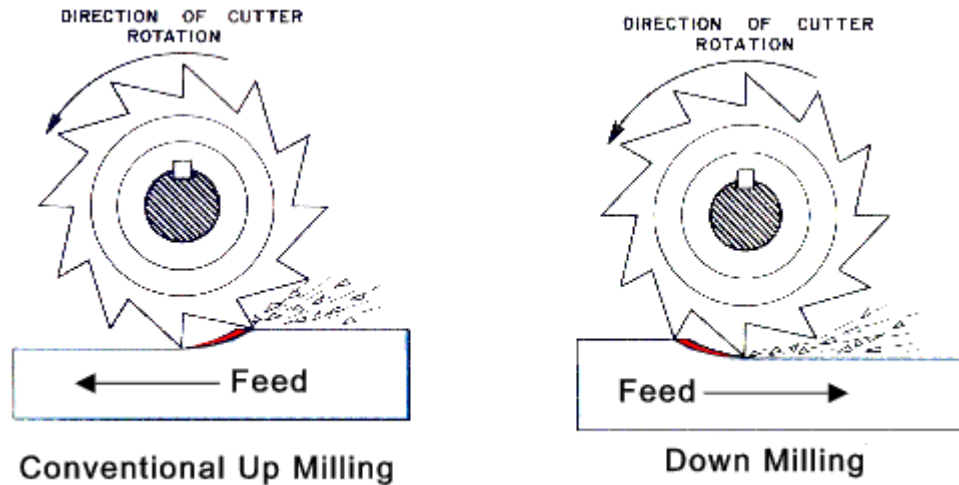 DIRECTION OF CUTTER
ROTATION
Feed
Conventional Up Milling
DIRECTION OF CUTTER
ROTATION
Feed
Down Milling